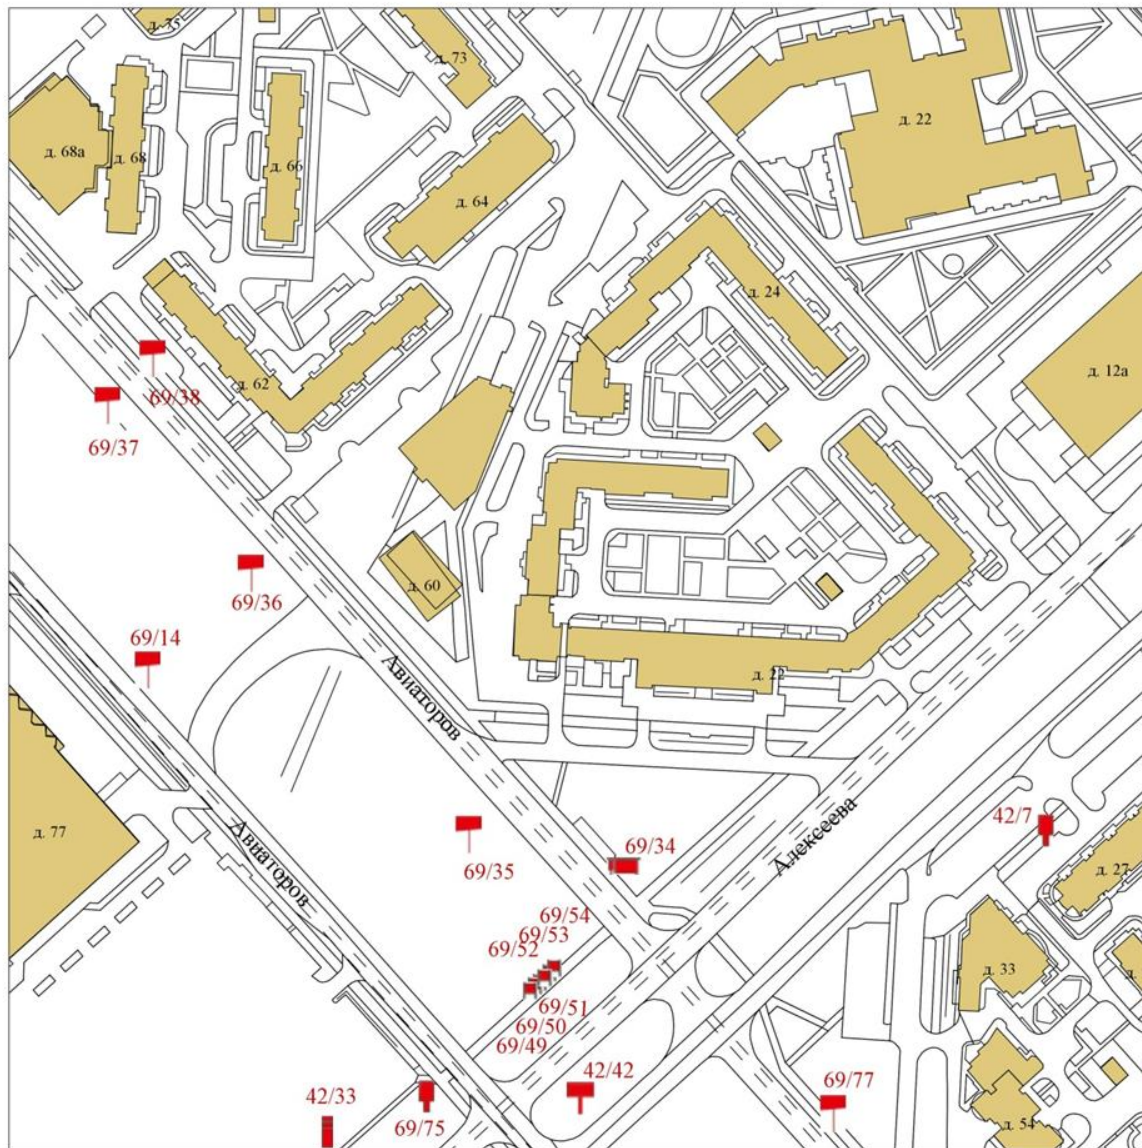 д. 75
д. 73
д. 68а
д. 68
д. 66
д. 64
д. 22
д. 24
д. 62
д. 12а
69/38
69/37
69/36
д. 60
69/14
Авиаторов
д. 22
д. 77
Авиаторов
Алексеева
42/7
69/35
69/34
д. 27
69/54
69/53
69/52
69/51
69/50
69/49
д. 33
42/33
69/75
42/42
69/77
д. 54